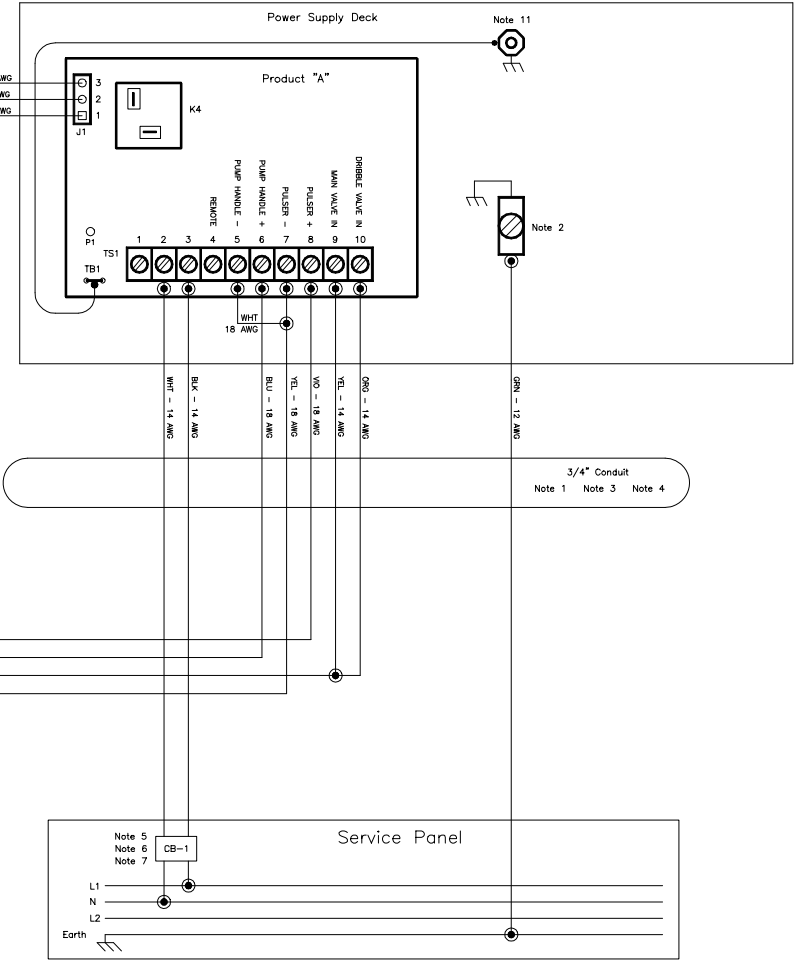 Power Supply Deck
Note 11
Product "A"
AWG
WG
WG
3
2
1
J1
K4
REMOTE
PUMP HANDLE -
PUMP HANDLE +
PULSER -
PULSER +
MAIN VALVE IN
DRIBBLE VALVE IN
Note 2
P1
TS1
1 2 3 4 5 6 7 8 9 10
TB1
WHT
18 AWG
WHT - 14 AWG
BLK - 14 AWG
BLU - 18 AWG
YEL - 18 AWG
VIO - 18 AWG
YEL - 14 AWG
ORG - 14 AWG
GRN - 12 AWG
3/4" Conduit
Note 1 Note 3 Note 4
Service Panel
Note 5
Note 6
Note 7
CB-1
L1
N
L2
Earth